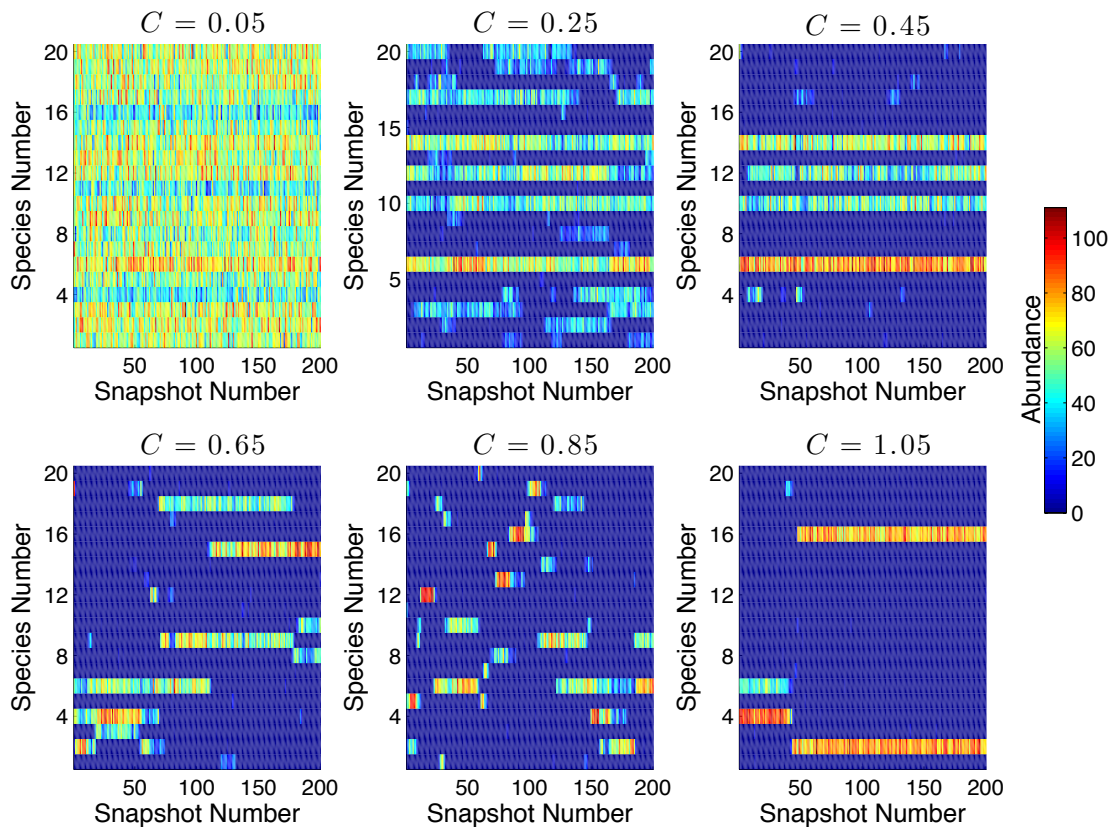 C = 0.05
20
16
12
8
4
Species Number
50 100 150 200
Snapshot Number
C = 0.25
20
15
10
5
Species Number
50 100 150 200
Snapshot Number
C = 0.45
20
16
12
8
4
Species Number
50 100 150 200
Snapshot Number
C = 0.65
20
16
12
8
4
Species Number
50 100 150 200
Snapshot Number
C = 0.85
20
16
12
8
4
Species Number
50 100 150 200
Snapshot Number
C = 1.05
20
16
12
8
4
Species Number
50 100 150 200
Snapshot Number
Abundance
100
80
60
40
20
0